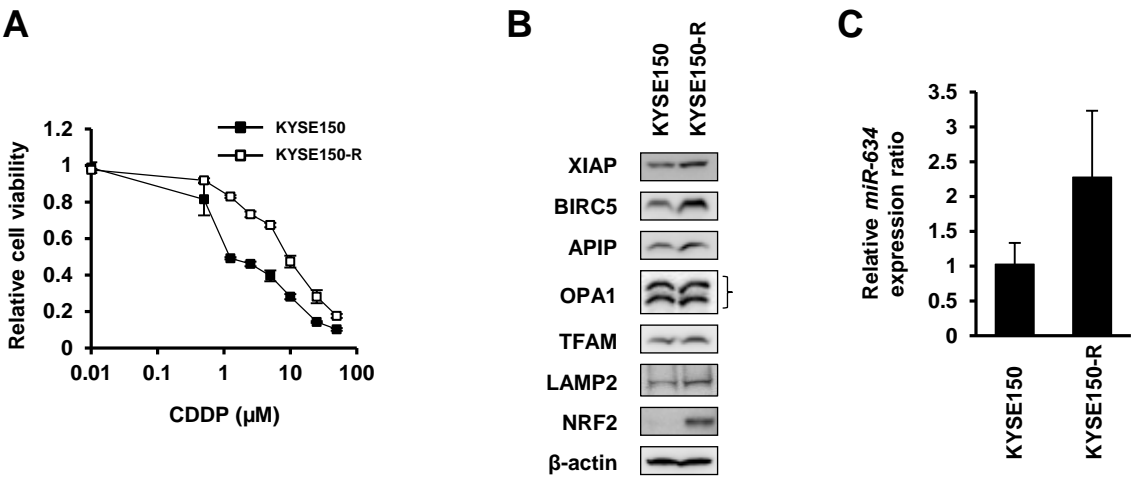 A
KYSE150
KYSE150-R
Relative cell viability
1.2
1
0.8
0.6
0.4
0.2
0
0.01
0.1
1
10
100
CDDP (µM)
B
KYSE150
KYSE150-R
XIAP
BIRC5
APIP
OPA1
TFAM
LAMP2
NRF2
β-actin
C
Relative miR-634
expression ratio
3.5
3
2.5
2
1.5
1
0.5
0
KYSE150
KYSE150-R